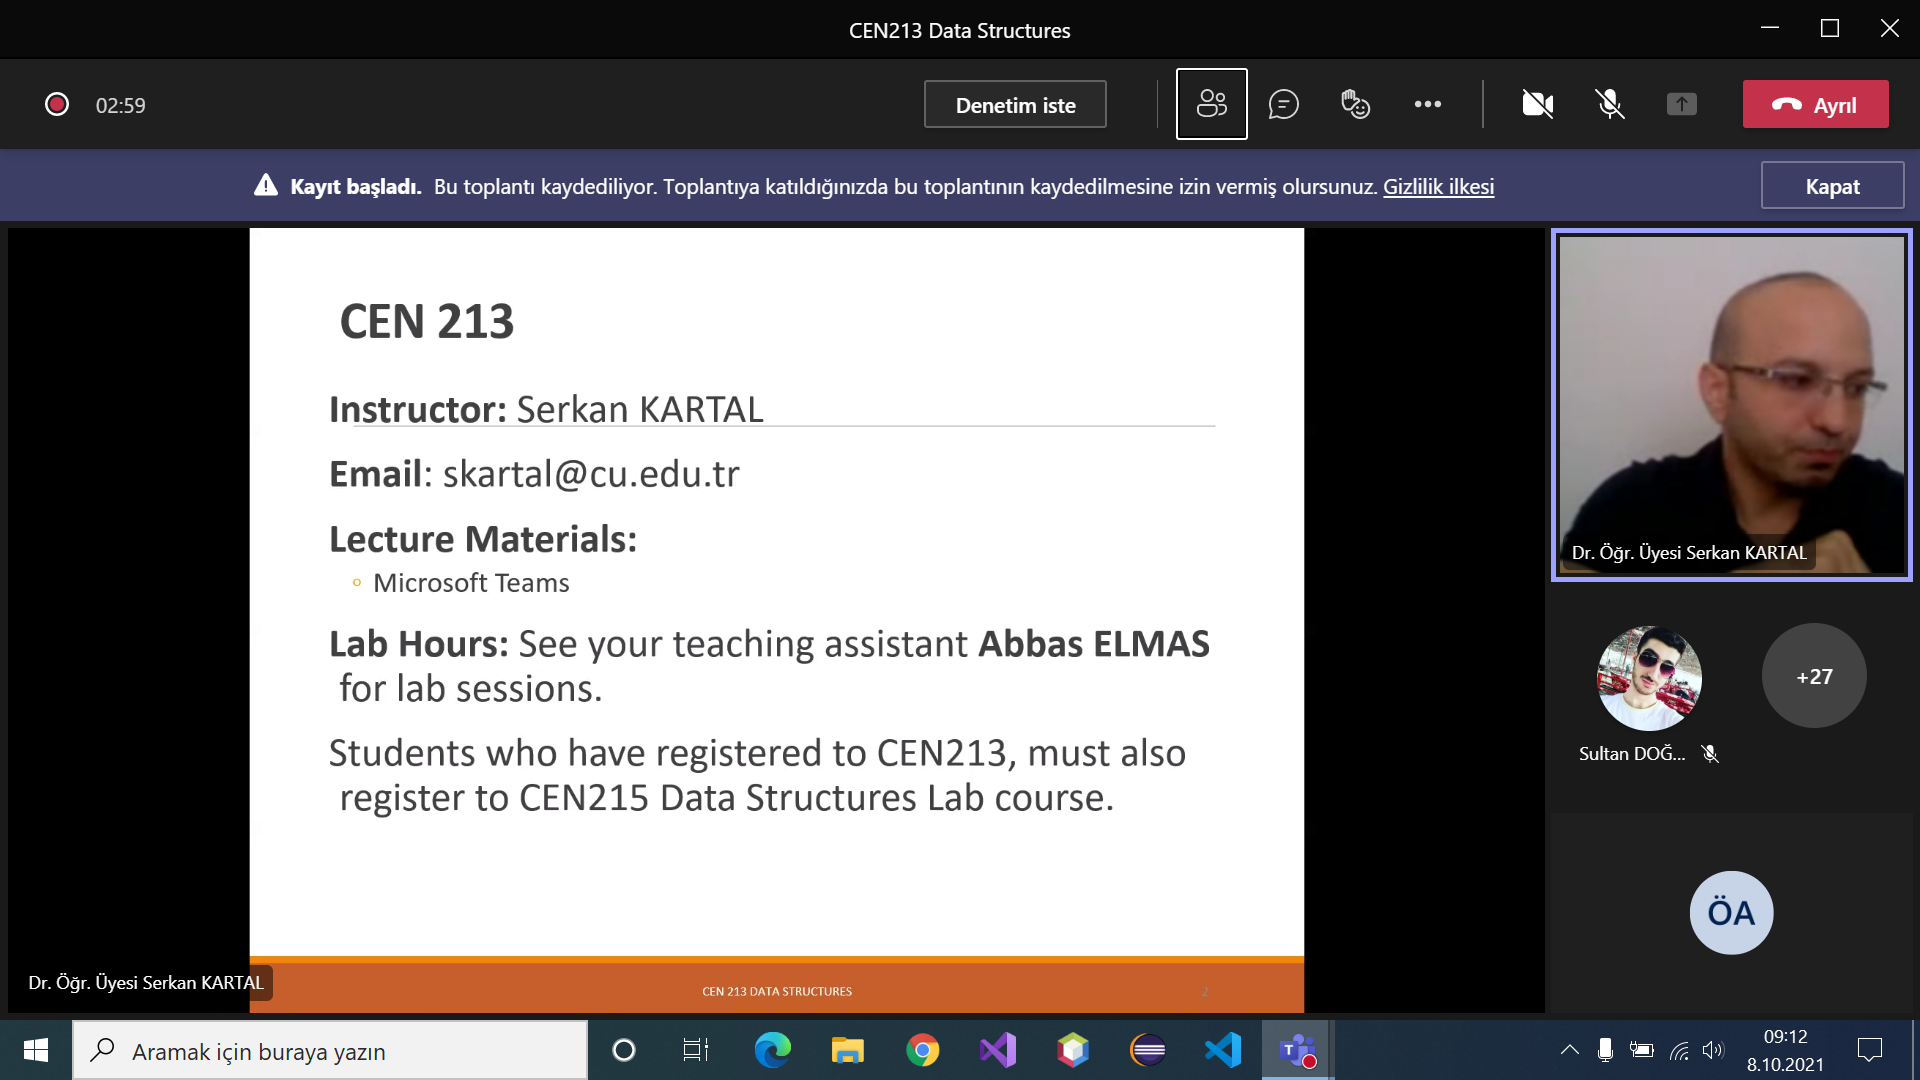 CEN213 Data Structures
02:59
Denetim iste
Ayrıl
Kayıt başladı. Bu toplantı kaydediliyor. Toplantıya katıldığınızda bu toplantının kaydedilmesine izin vermiş olursunuz. Gizlilik ilkesi
Kapat
CEN 213
Instructor: Serkan KARTAL
Email: skartal@cu.edu.tr
Lecture Materials:
Microsoft Teams
Lab Hours: See your teaching assistant Abbas ELMAS
for lab sessions.
Students who have registered to CEN213, must also
register to CEN215 Data Structures Lab course.
CEN 213 DATA STRUCTURES
2
Dr. Öğr. Üyesi Serkan KARTAL
Dr. Öğr. Üyesi Serkan KARTAL
+27
Sultan DOĞ...
ÖA
Aramak için buraya yazın
09:12
8.10.2021